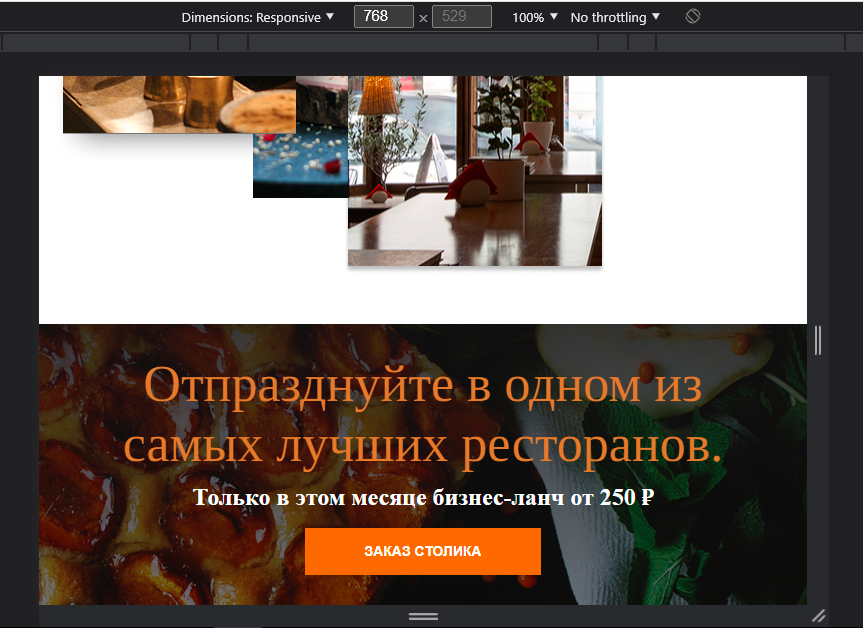 Dimensions: Responsive ▼ 768 × 529 100% ▼ No throttling ▼
Отпразднуйте в одном из
самых лучших ресторанов.
Только в этом месяце бизнес-ланч от 250 ₽
ЗАКАЗ СТОЛИКА